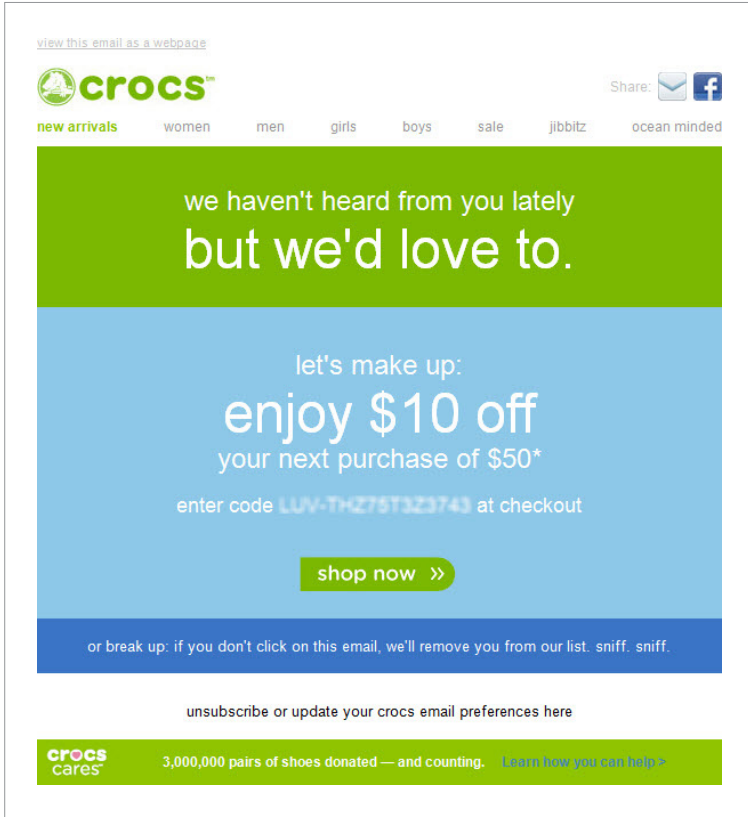 view this email as a webpage
crocs™
Share:
new arrivals women men girls boys sale jibbitz ocean minded
we haven't heard from you lately
but we'd love to.
let's make up:
enjoy $10 off
your next purchase of $50*
enter code at checkout
shop now »
or break up: if you don't click on this email, we'll remove you from our list. sniff. sniff.
unsubscribe or update your crocs email preferences here
crocs
cares™
3,000,000 pairs of shoes donated — and counting. Learn how you can help >